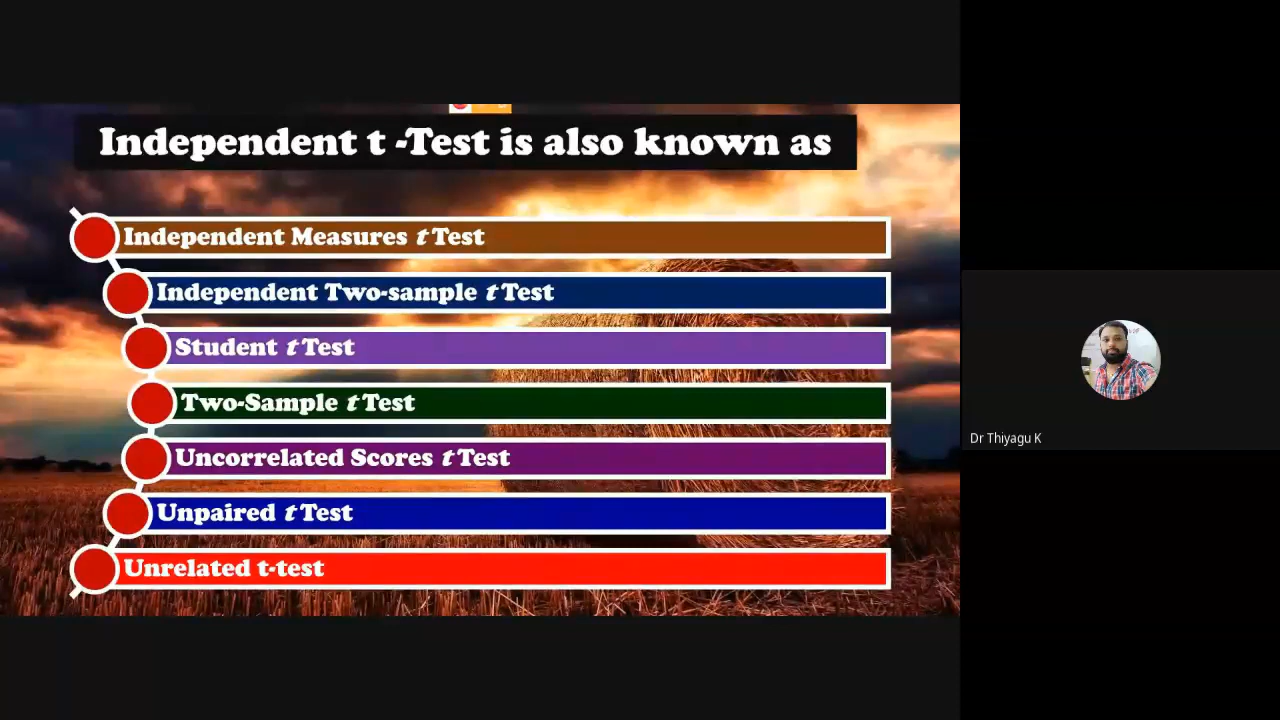 Independent t -Test is also known as
Independent Measures t Test
Independent Two-sample t Test
Student t Test
Two-Sample t Test
Uncorrelated Scores t Test
Unpaired t Test
Unrelated t-test
Dr Thiyagu K